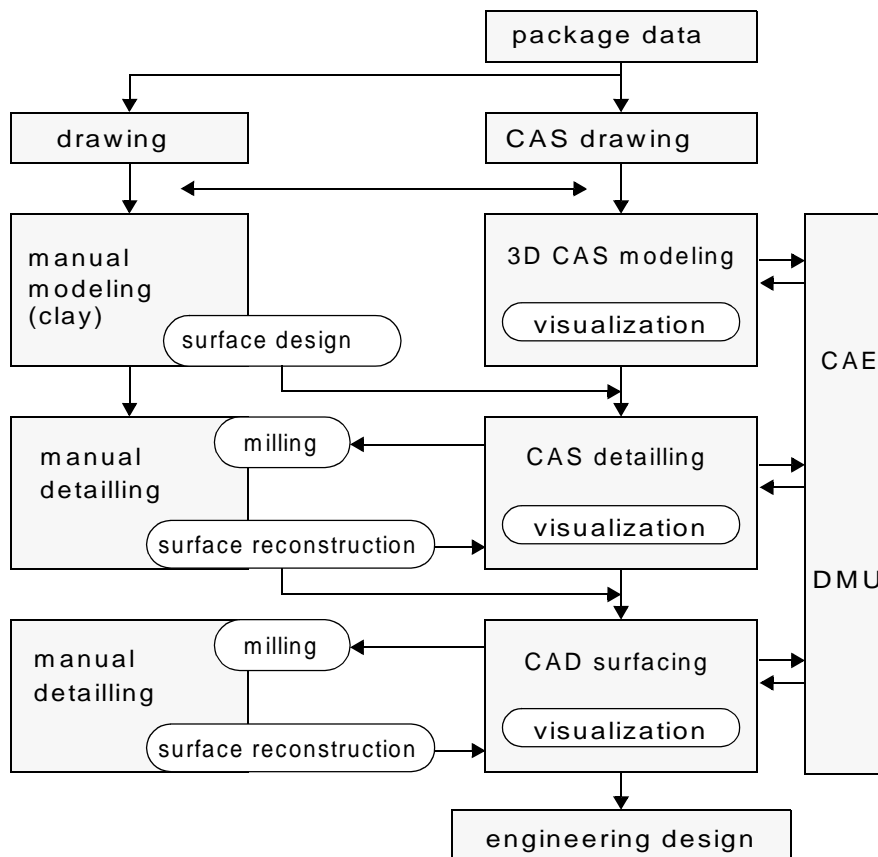 package data
drawing
CAS drawing
manual
modeling
(clay)
surface design
3D CAS modeling
visualization
CAE
manual
detailling
milling
surface reconstruction
CAS detailling
visualization
DMU
manual
detailling
milling
surface reconstruction
CAD surfacing
visualization
engineering design